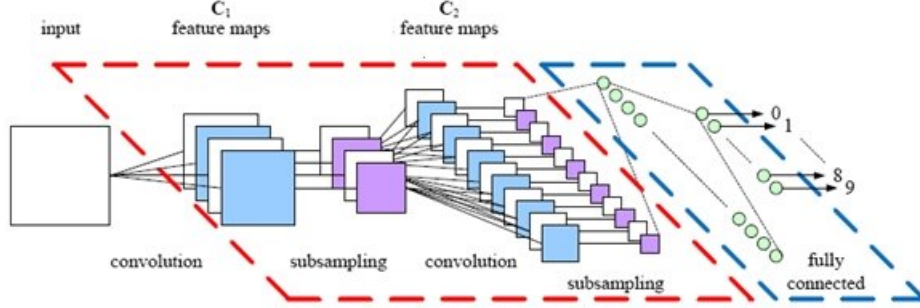 C1
C2
input
feature maps
feature maps
0
1
8
9
convolution
subsampling
convolution
subsampling
fully
connected